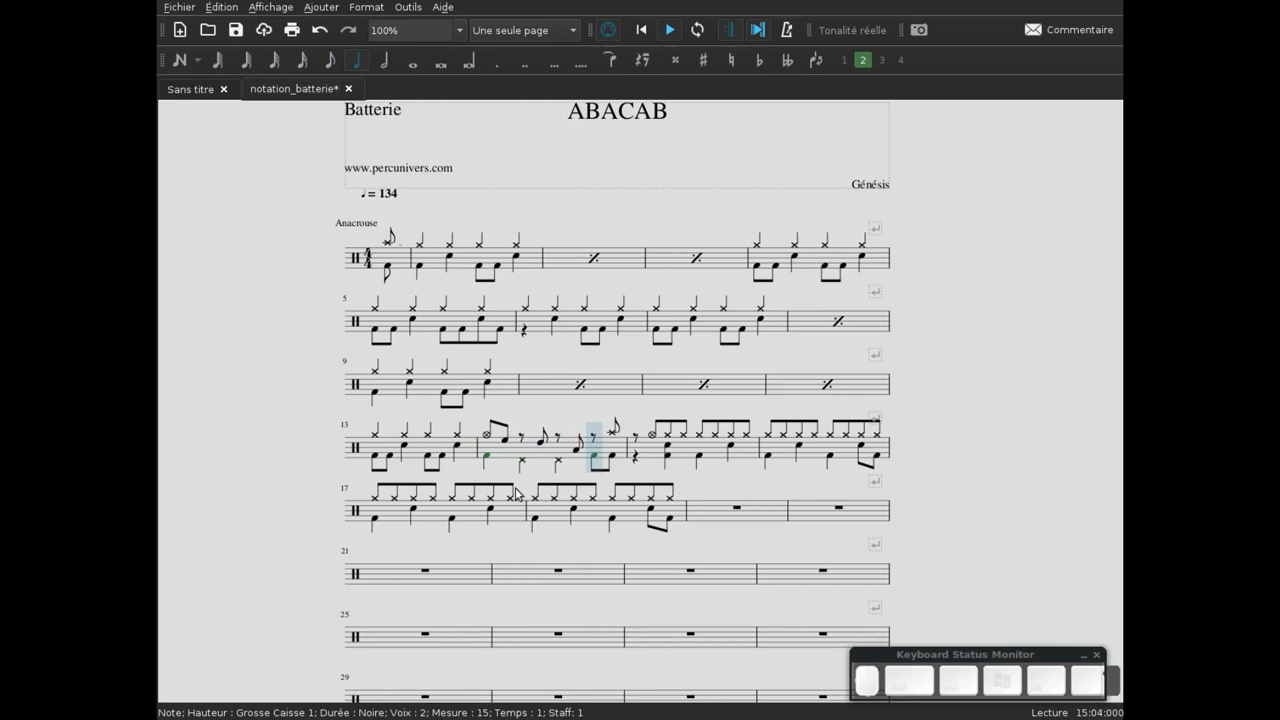 Fichier Édition Affichage Ajouter Format Outils Aide
100% Une seule page Tonalité réelle Commentaire
1 2 3 4
Sans titre notation_batterie*
Batterie ABACAB
www.percunivers.com
Génésis
= 134
Anacrouse
4
4
5
9
13
17
21
25
29
Keyboard Status Monitor
Note; Hauteur : Grosse Caisse 1; Durée : Noire; Voix : 2; Mesure : 15; Temps : 1; Staff: 1 Lecture 15:04:000